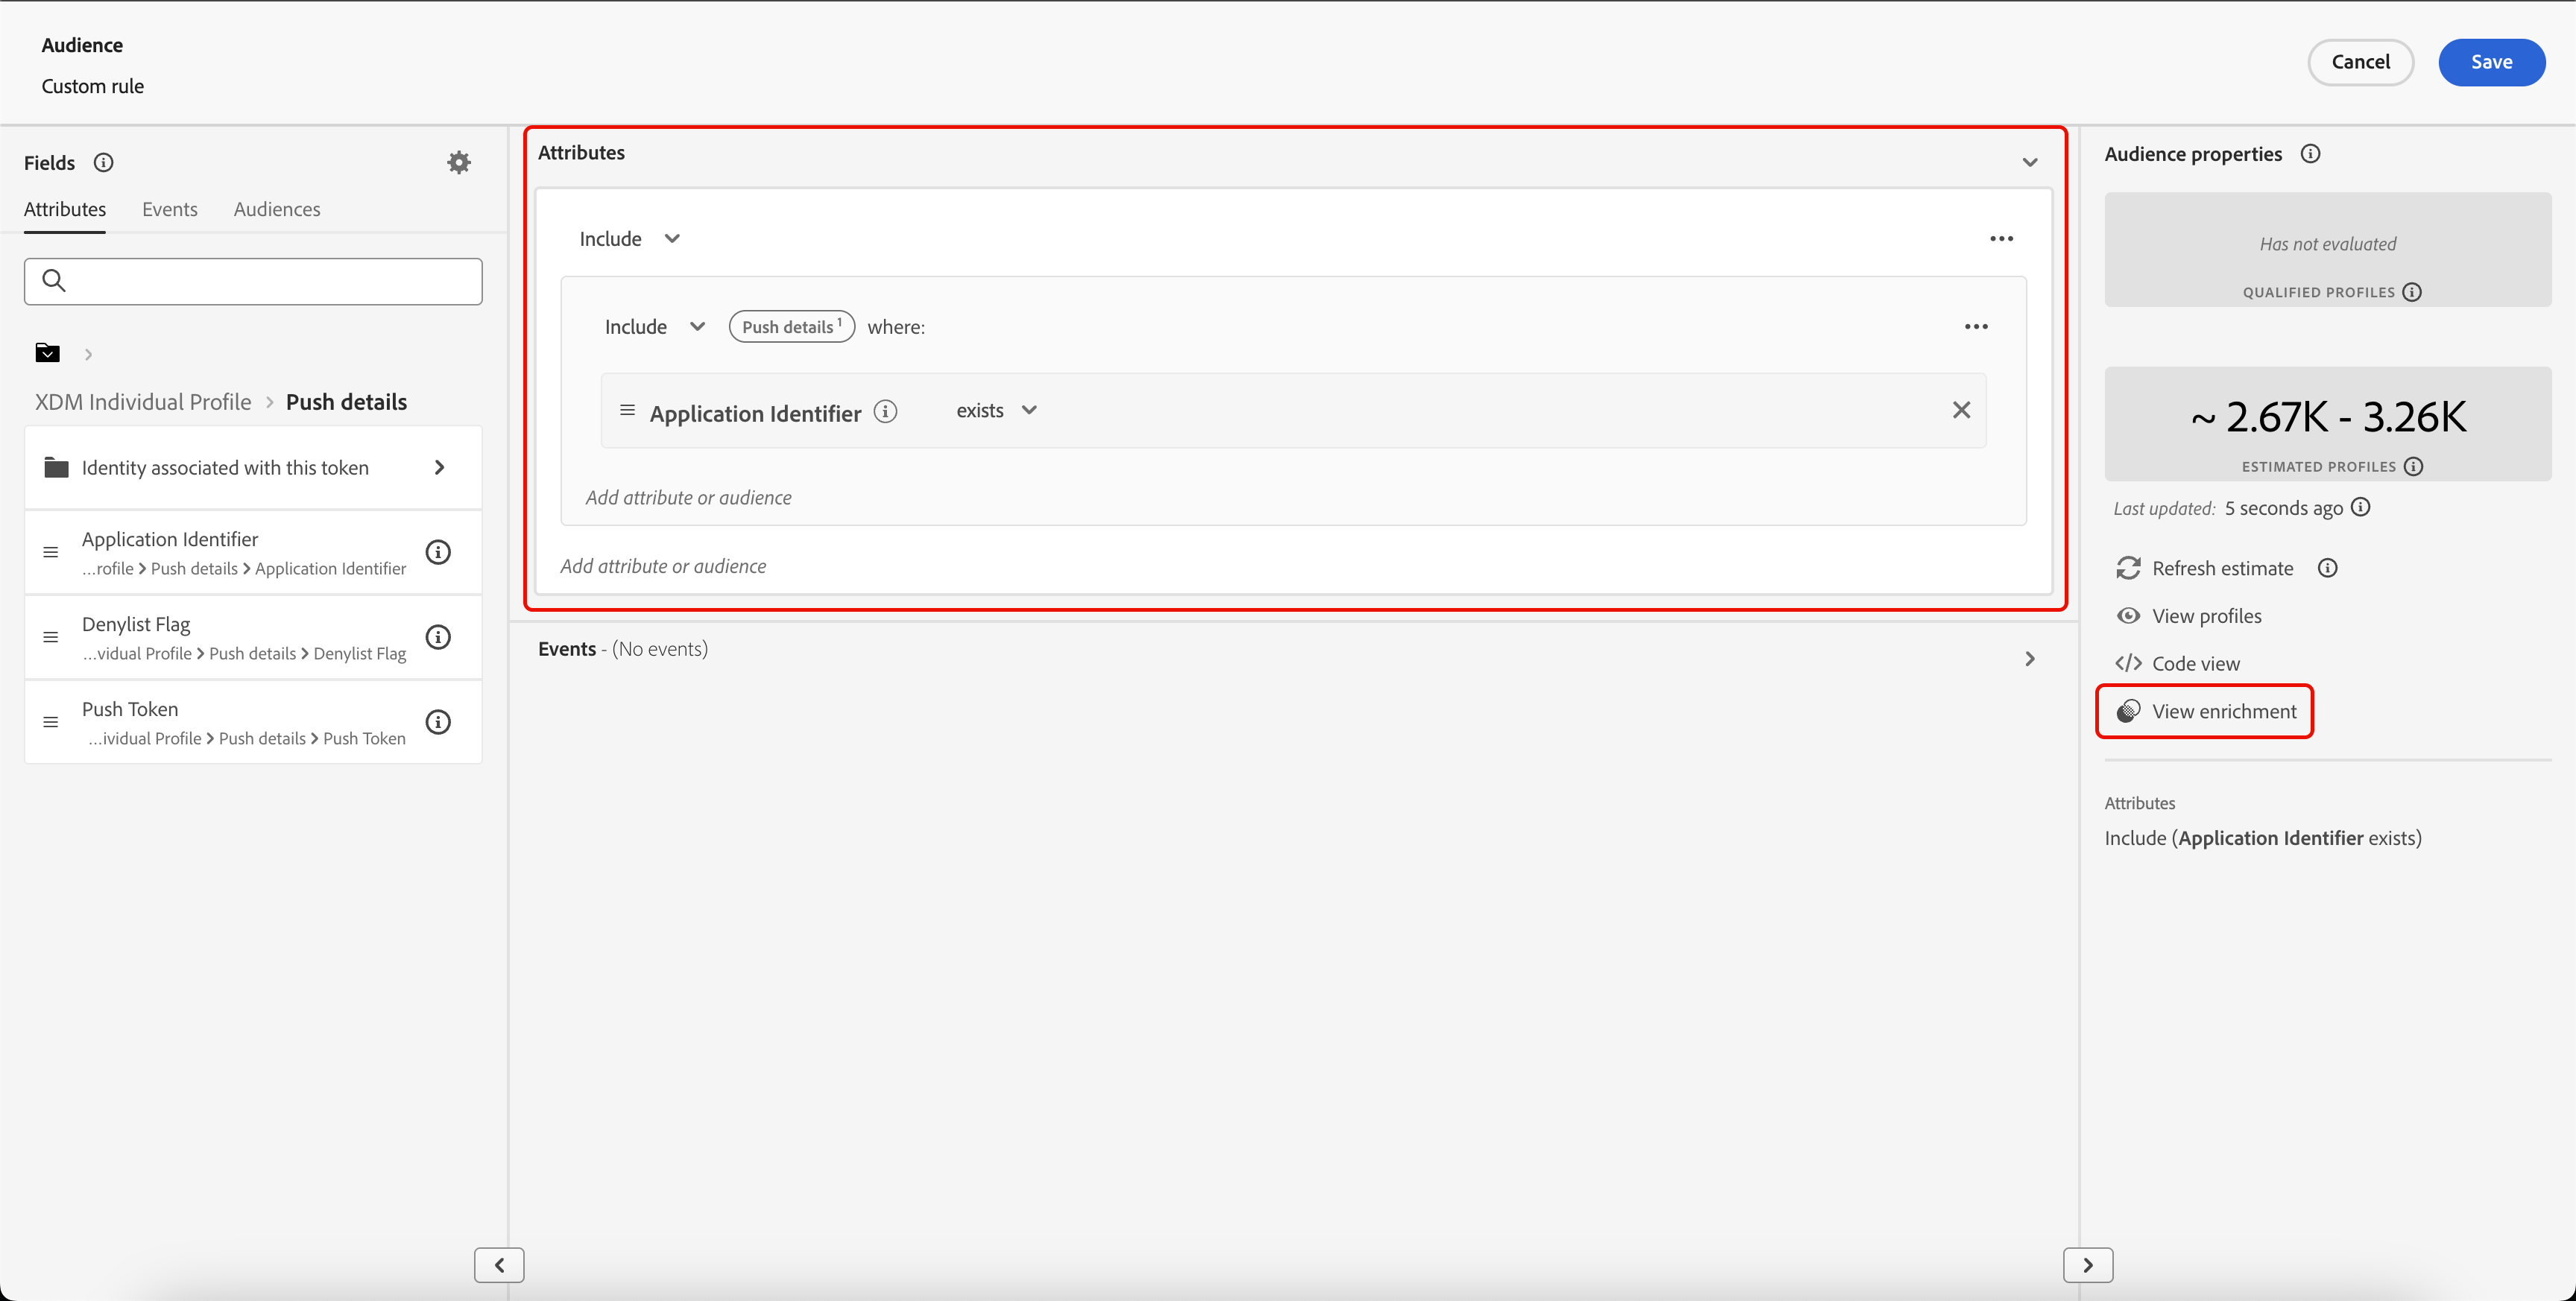 Audience
Custom rule
Cancel
Save
Fields
Attributes
Events
Audiences
XDM Individual Profile > Push details
Identity associated with this token
Application Identifier
...rofile > Push details > Application Identifier
Denylist Flag
...vidual Profile > Push details > Denylist Flag
Push Token
...ividual Profile > Push details > Push Token
Attributes
Include
Include Push details 1 where:
Application Identifier exists
Add attribute or audience
Add attribute or audience
Events - (No events)
Audience properties
Has not evaluated
QUALIFIED PROFILES
~ 2.67K - 3.26K
ESTIMATED PROFILES
Last updated: 5 seconds ago
Refresh estimate
View profiles
Code view
View enrichment
Attributes
Include (Application Identifier exists)